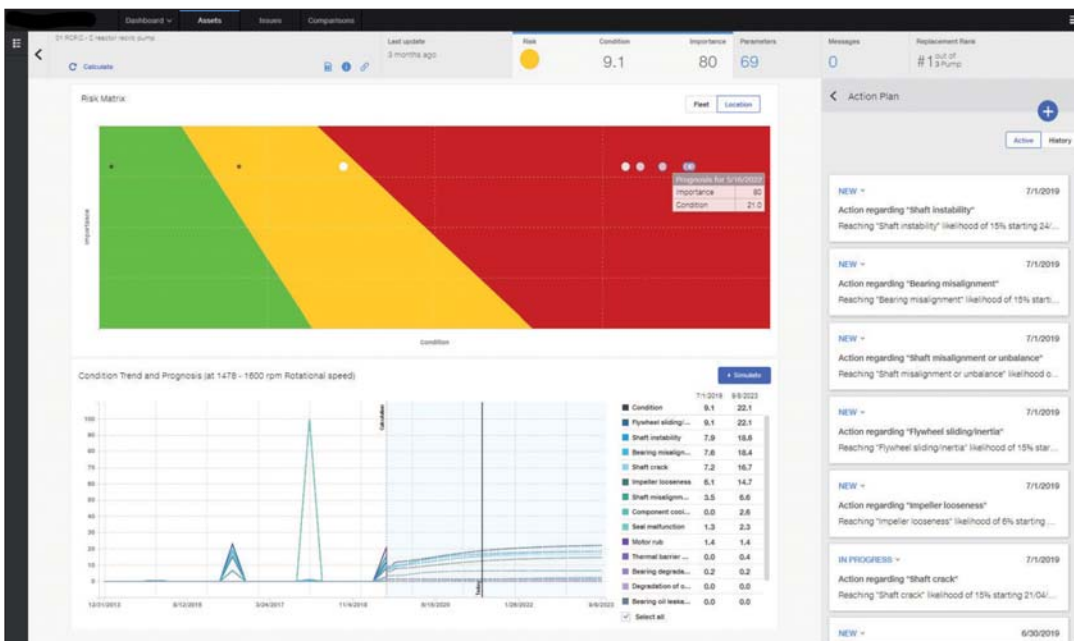 Dashboard
Assets
Issues
Comparisons
reactor recirc pump
Calculate
Last update
3 months ago
Risk
Condition
9.1
Importance
80
Parameters
69
Messages
0
Replacement Rank
#1 out of 3 Pump
Risk Matrix
Fleet
Location
Importance
Condition
Prognosis for 5/16/2022
Importance 80
Condition 21.0
Condition Trend and Prognosis (at 1478 - 1600 rpm Rotational speed)
+ Simulate
100
90
80
70
60
50
40
30
20
10
0
Calculation
Today
12/31/2013
3/24/2017
11/4/2018
1/28/2022
9/8/2023
7/1/2019 9/8/2023
Condition 9.1 22.1
Flywheel sliding/... 9.1 22.1
Shaft instability 7.9 18.6
Bearing misalign... 7.6 18.4
Shaft crack 7.2 16.7
Impeller looseness 6.1 14.7
Shaft misalignm... 3.5 6.6
Component cool... 0.0 2.6
Seal malfunction 1.3 2.3
Motor rub 1.4 1.4
Thermal barrier ... 0.0 0.4
Bearing degrada... 0.2 0.2
Degradation of o... 0.0 0.0
Bearing oil leaka... 0.0 0.0
Select all
Action Plan
Active
History
NEW 7/1/2019
Action regarding "Shaft instability"
Reaching "Shaft instability" likelihood of 15% starting 24/...
NEW 7/1/2019
Action regarding "Bearing misalignment"
Reaching "Bearing misalignment" likelihood of 15% starti...
NEW 7/1/2019
Action regarding "Shaft misalignment or unbalance"
Reaching "Shaft misalignment or unbalance" likelihood o...
NEW 7/1/2019
Action regarding "Flywheel sliding/inertia"
Reaching "Flywheel sliding/inertia" likelihood of 15% star...
NEW 7/1/2019
Action regarding "Impeller looseness"
Reaching "Impeller looseness" likelihood of 6% starting ...
IN PROGRESS 7/1/2019
Action regarding "Shaft crack"
Reaching "Shaft crack" likelihood of 15% starting 21/04/...
NEW 6/30/2019